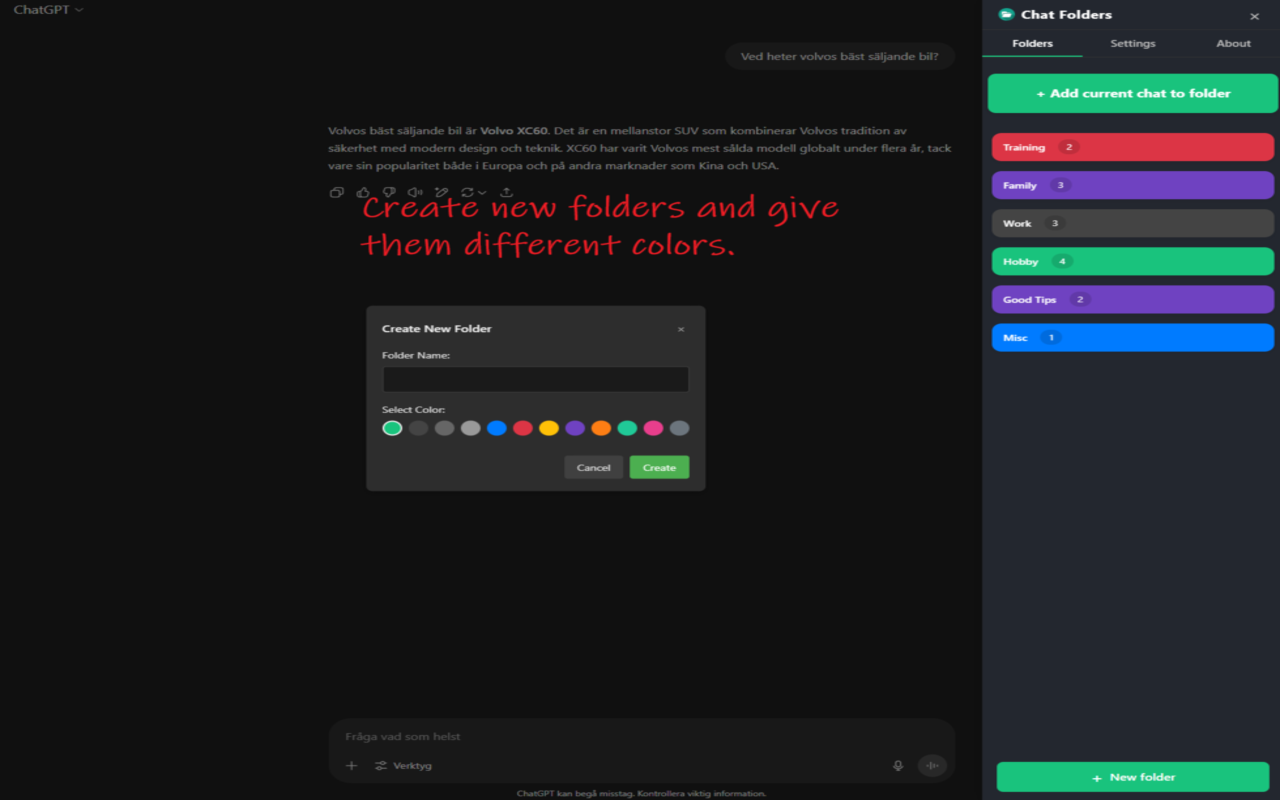 ChatGPT
Ved heter volvos bäst säljande bil?
Volvos bäst säljande bil är Volvo XC60. Det är en mellanstor SUV som kombinerar Volvos tradition av
säkerhet med modern design och teknik. XC60 har varit Volvos mest sålda modell globalt under flera år, tack
vare sin popularitet både i Europa och på andra marknader som Kina och USA.
Create new folders and give
them different colors.
Create New Folder
×
Folder Name:
Select Color:
Cancel
Create
Fråga vad som helst
+
Verktyg
ChatGPT kan begå misstag. Kontrollera viktig information.
Chat Folders
×
Folders
Settings
About
+ Add current chat to folder
Training 2
Family 3
Work 3
Hobby 4
Good Tips 2
Misc 1
+ New folder